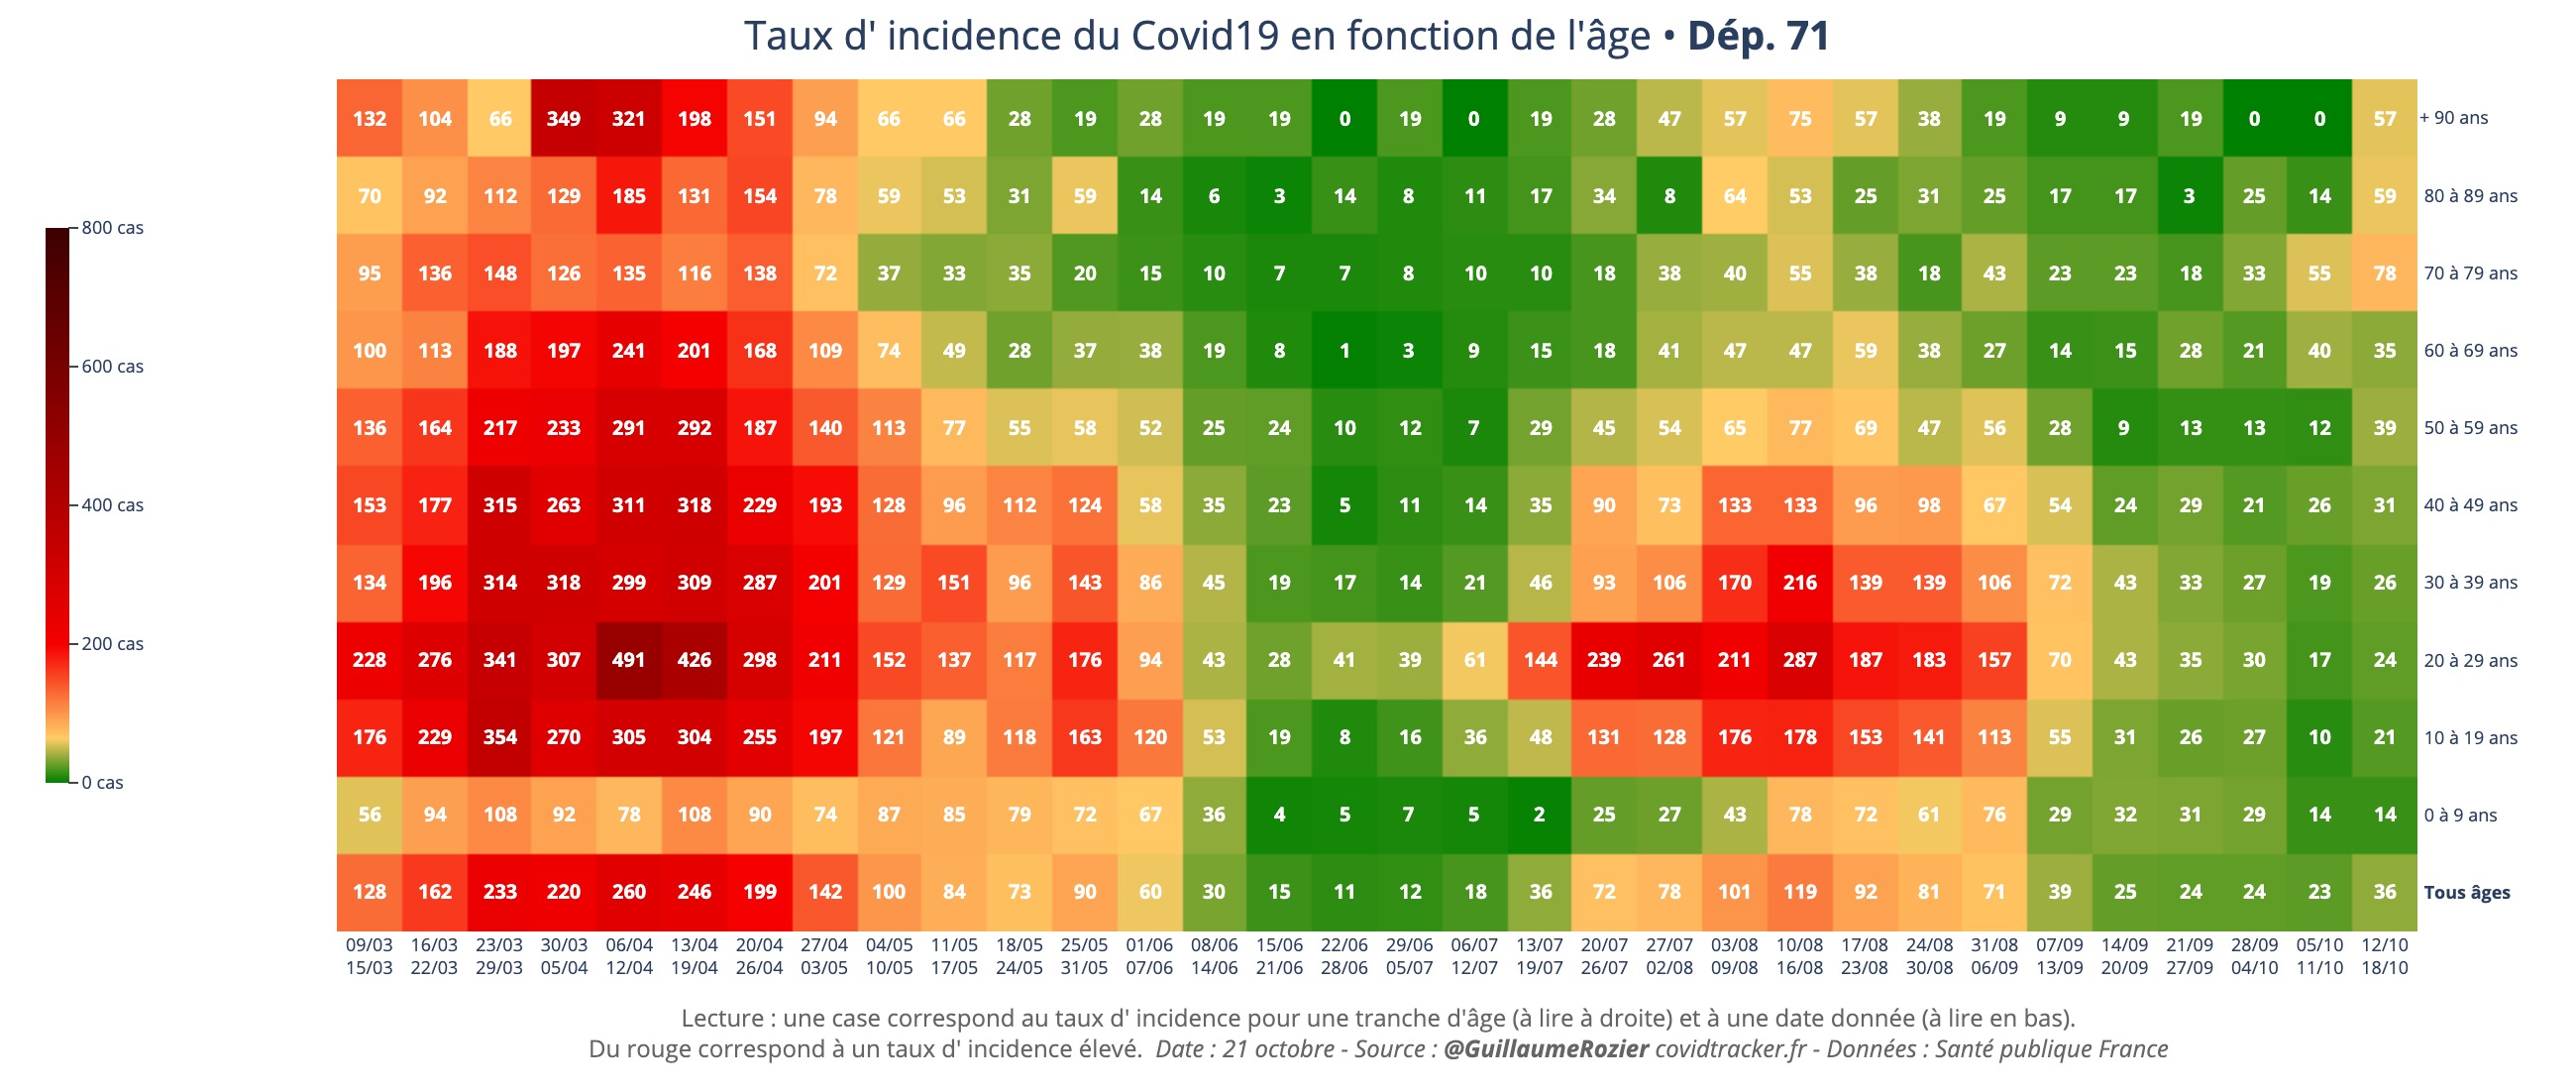 Taux d' incidence du Covid19 en fonction de l'âge • Dép. 71
800 cas
600 cas
400 cas
200 cas
0 cas
132 104 66 349 321 198 151 94 66 66 28 19 28 19 19 0 19 0 19 28 47 57 75 57 38 19 9 9 19 0 0 57 + 90 ans
70 92 112 129 185 131 154 78 59 53 31 59 14 6 3 14 8 11 17 34 8 64 53 25 31 25 17 17 3 25 14 59 80 à 89 ans
95 136 148 126 135 116 138 72 37 33 35 20 15 10 7 7 8 10 10 18 38 40 55 38 18 43 23 23 18 33 55 78 70 à 79 ans
100 113 188 197 241 201 168 109 74 49 28 37 38 19 8 1 3 9 15 18 41 47 47 59 38 27 14 15 28 21 40 35 60 à 69 ans
136 164 217 233 291 292 187 140 113 77 55 58 52 25 24 10 12 7 29 45 54 65 77 69 47 56 28 9 13 13 12 39 50 à 59 ans
153 177 315 263 311 318 229 193 128 96 112 124 58 35 23 5 11 14 35 90 73 133 133 96 98 67 54 24 29 21 26 31 40 à 49 ans
134 196 314 318 299 309 287 201 129 151 96 143 86 45 19 17 14 21 46 93 106 170 216 139 139 106 72 43 33 27 19 26 30 à 39 ans
228 276 341 307 491 426 298 211 152 137 117 176 94 43 28 41 39 61 144 239 261 211 287 187 183 157 70 43 35 30 17 24 20 à 29 ans
176 229 354 270 305 304 255 197 121 89 118 163 120 53 19 8 16 36 48 131 128 176 178 153 141 113 55 31 26 27 10 21 10 à 19 ans
56 94 108 92 78 108 90 74 87 85 79 72 67 36 4 5 7 5 2 25 27 43 78 72 61 76 29 32 31 29 14 14 0 à 9 ans
128 162 233 220 260 246 199 142 100 84 73 90 60 30 15 11 12 18 36 72 78 101 119 92 81 71 39 25 24 24 23 36 Tous âges
09/03 16/03 23/03 30/03 06/04 13/04 20/04 27/04 04/05 11/05 18/05 25/05 01/06 08/06 15/06 22/06 29/06 06/07 13/07 20/07 27/07 03/08 10/08 17/08 24/08 31/08 07/09 14/09 21/09 28/09 05/10 12/10
15/03 22/03 29/03 05/04 12/04 19/04 26/04 03/05 10/05 17/05 24/05 31/05 07/06 14/06 21/06 28/06 05/07 12/07 19/07 26/07 02/08 09/08 16/08 23/08 30/08 06/09 13/09 20/09 27/09 04/10 11/10 18/10
Lecture : une case correspond au taux d' incidence pour une tranche d'âge (à lire à droite) et à une date donnée (à lire en bas).
Du rouge correspond à un taux d' incidence élevé. Date : 21 octobre - Source : @GuillaumeRozier covidtracker.fr - Données : Santé publique France